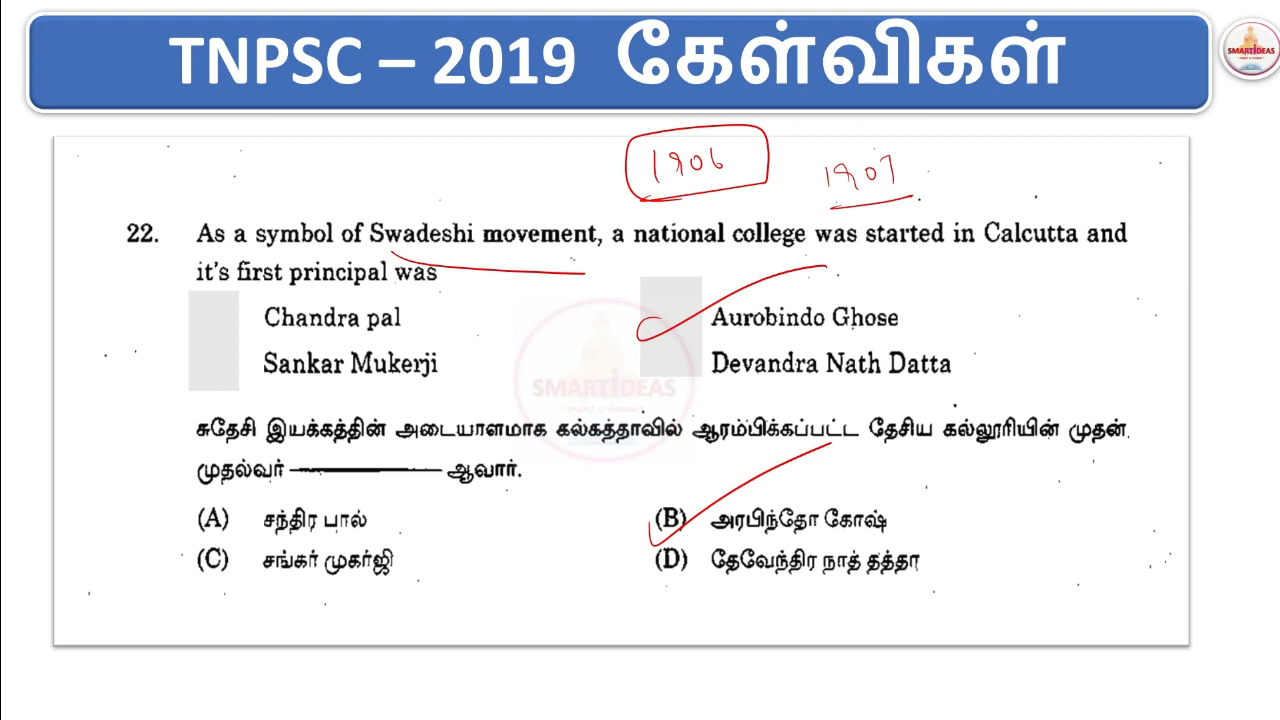 TNPSC – 2019 கேள்விகள்
SMARTIDEAS
1906
1907
22. As a symbol of Swadeshi movement, a national college was started in Calcutta and
it's first principal was
Chandra pal Aurobindo Ghose
Sankar Mukerji Devandra Nath Datta
SMARTIDEAS
சுதேசி இயக்கத்தின் அடையாளமாக கல்கத்தாவில் ஆரம்பிக்கப்பட்ட தேசிய கல்லூரியின் முதன்
முதல்வர் ———— ஆவார்.
(A) சந்திர பால் (B) அரபிந்தோ கோஷ்
(C) சங்கர் முகர்ஜி (D) தேவேந்திர நாத் தத்தா